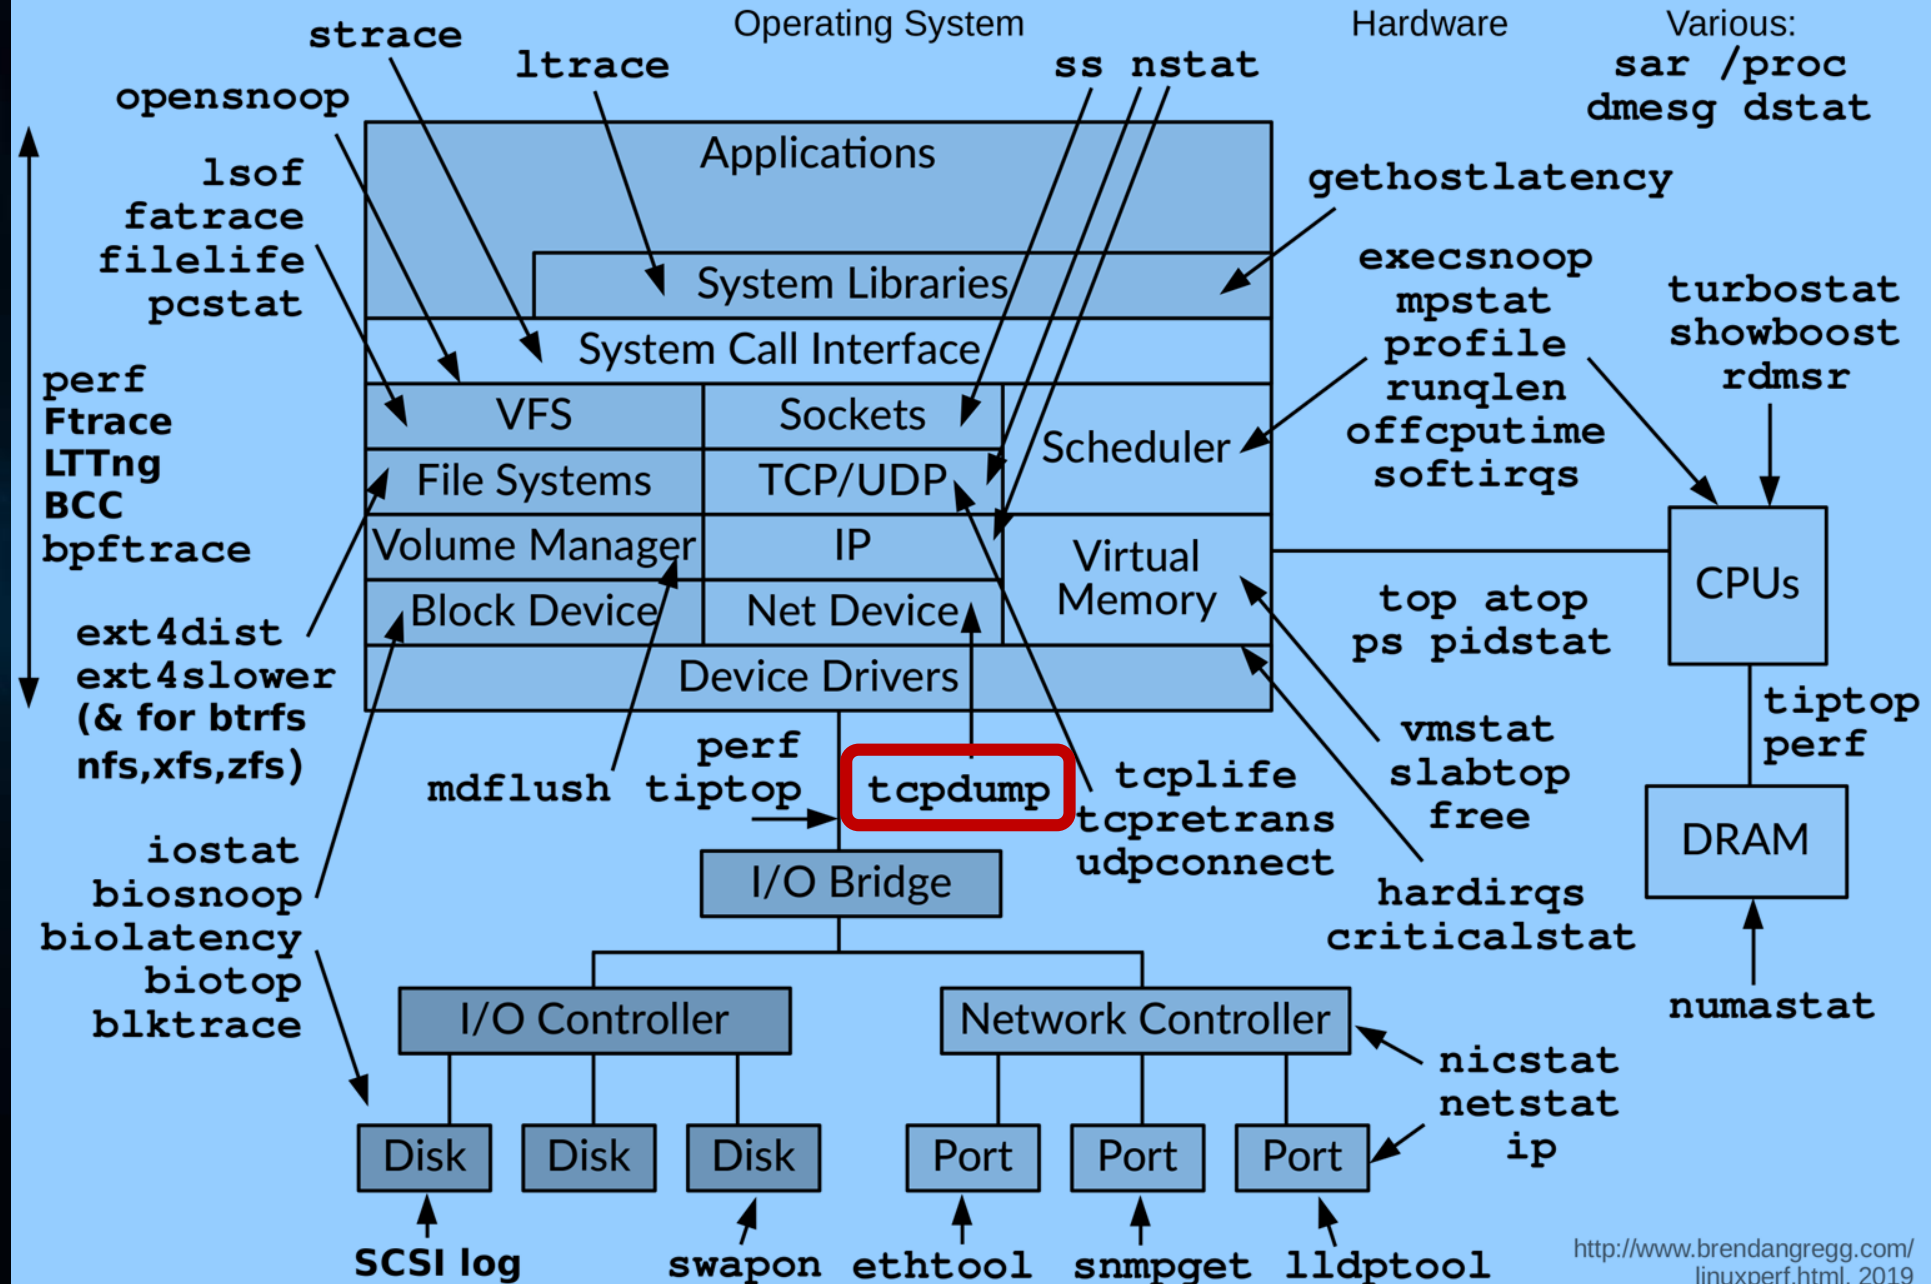 Operating System
Hardware
Various:
sar /proc
dmesg dstat
strace
ltrace
ss nstat
opensnoop
lsof
fatrace
filelife
pcstat
Applications
gethostlatency
System Libraries
System Call Interface
execsnoop
mpstat
profile
runqlen
offcputime
softirqs
turbostat
showboost
rdmsr
perf
Ftrace
LTTng
BCC
bpftrace
VFS
Sockets
Scheduler
File Systems
TCP/UDP
Volume Manager
IP
Virtual
Memory
Block Device
Net Device
Device Drivers
CPUs
top atop
ps pidstat
ext4dist
ext4slower
(& for btrfs
nfs,xfs,zfs)
mdflush
perf
tiptop
tcpdump
tcplife
tcpretrans
udpconnect
vmstat
slabtop
free
tiptop
perf
DRAM
iostat
biosnoop
biolatency
biotop
blktrace
I/O Bridge
hardirqs
criticalstat
numastat
I/O Controller
Network Controller
nicstat
netstat
ip
Disk
Disk
Disk
Port
Port
Port
SCSI log
swapon
ethtool
snmpget
lldptool
http://www.brendangregg.com/
linuxperf.html, 2019